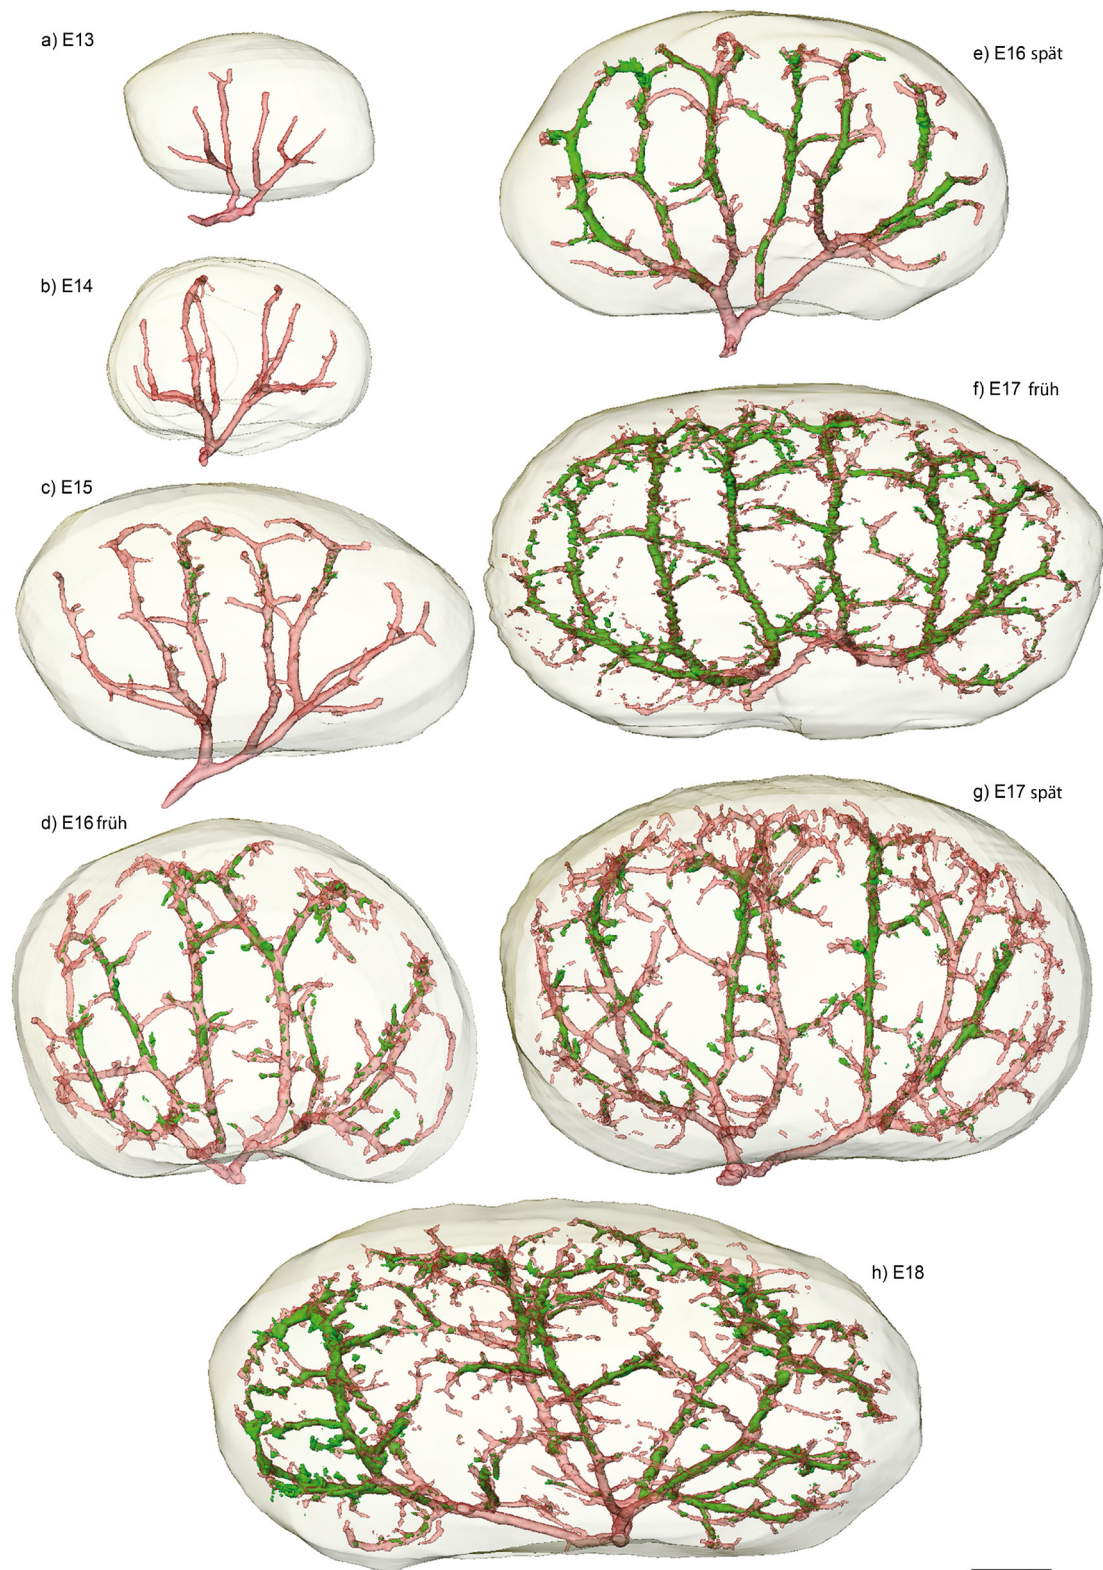 a) E13
b) E14
c) E15
d) E16 früh
e) E16 spät
f) E17 früh
g) E17 spät
h) E18